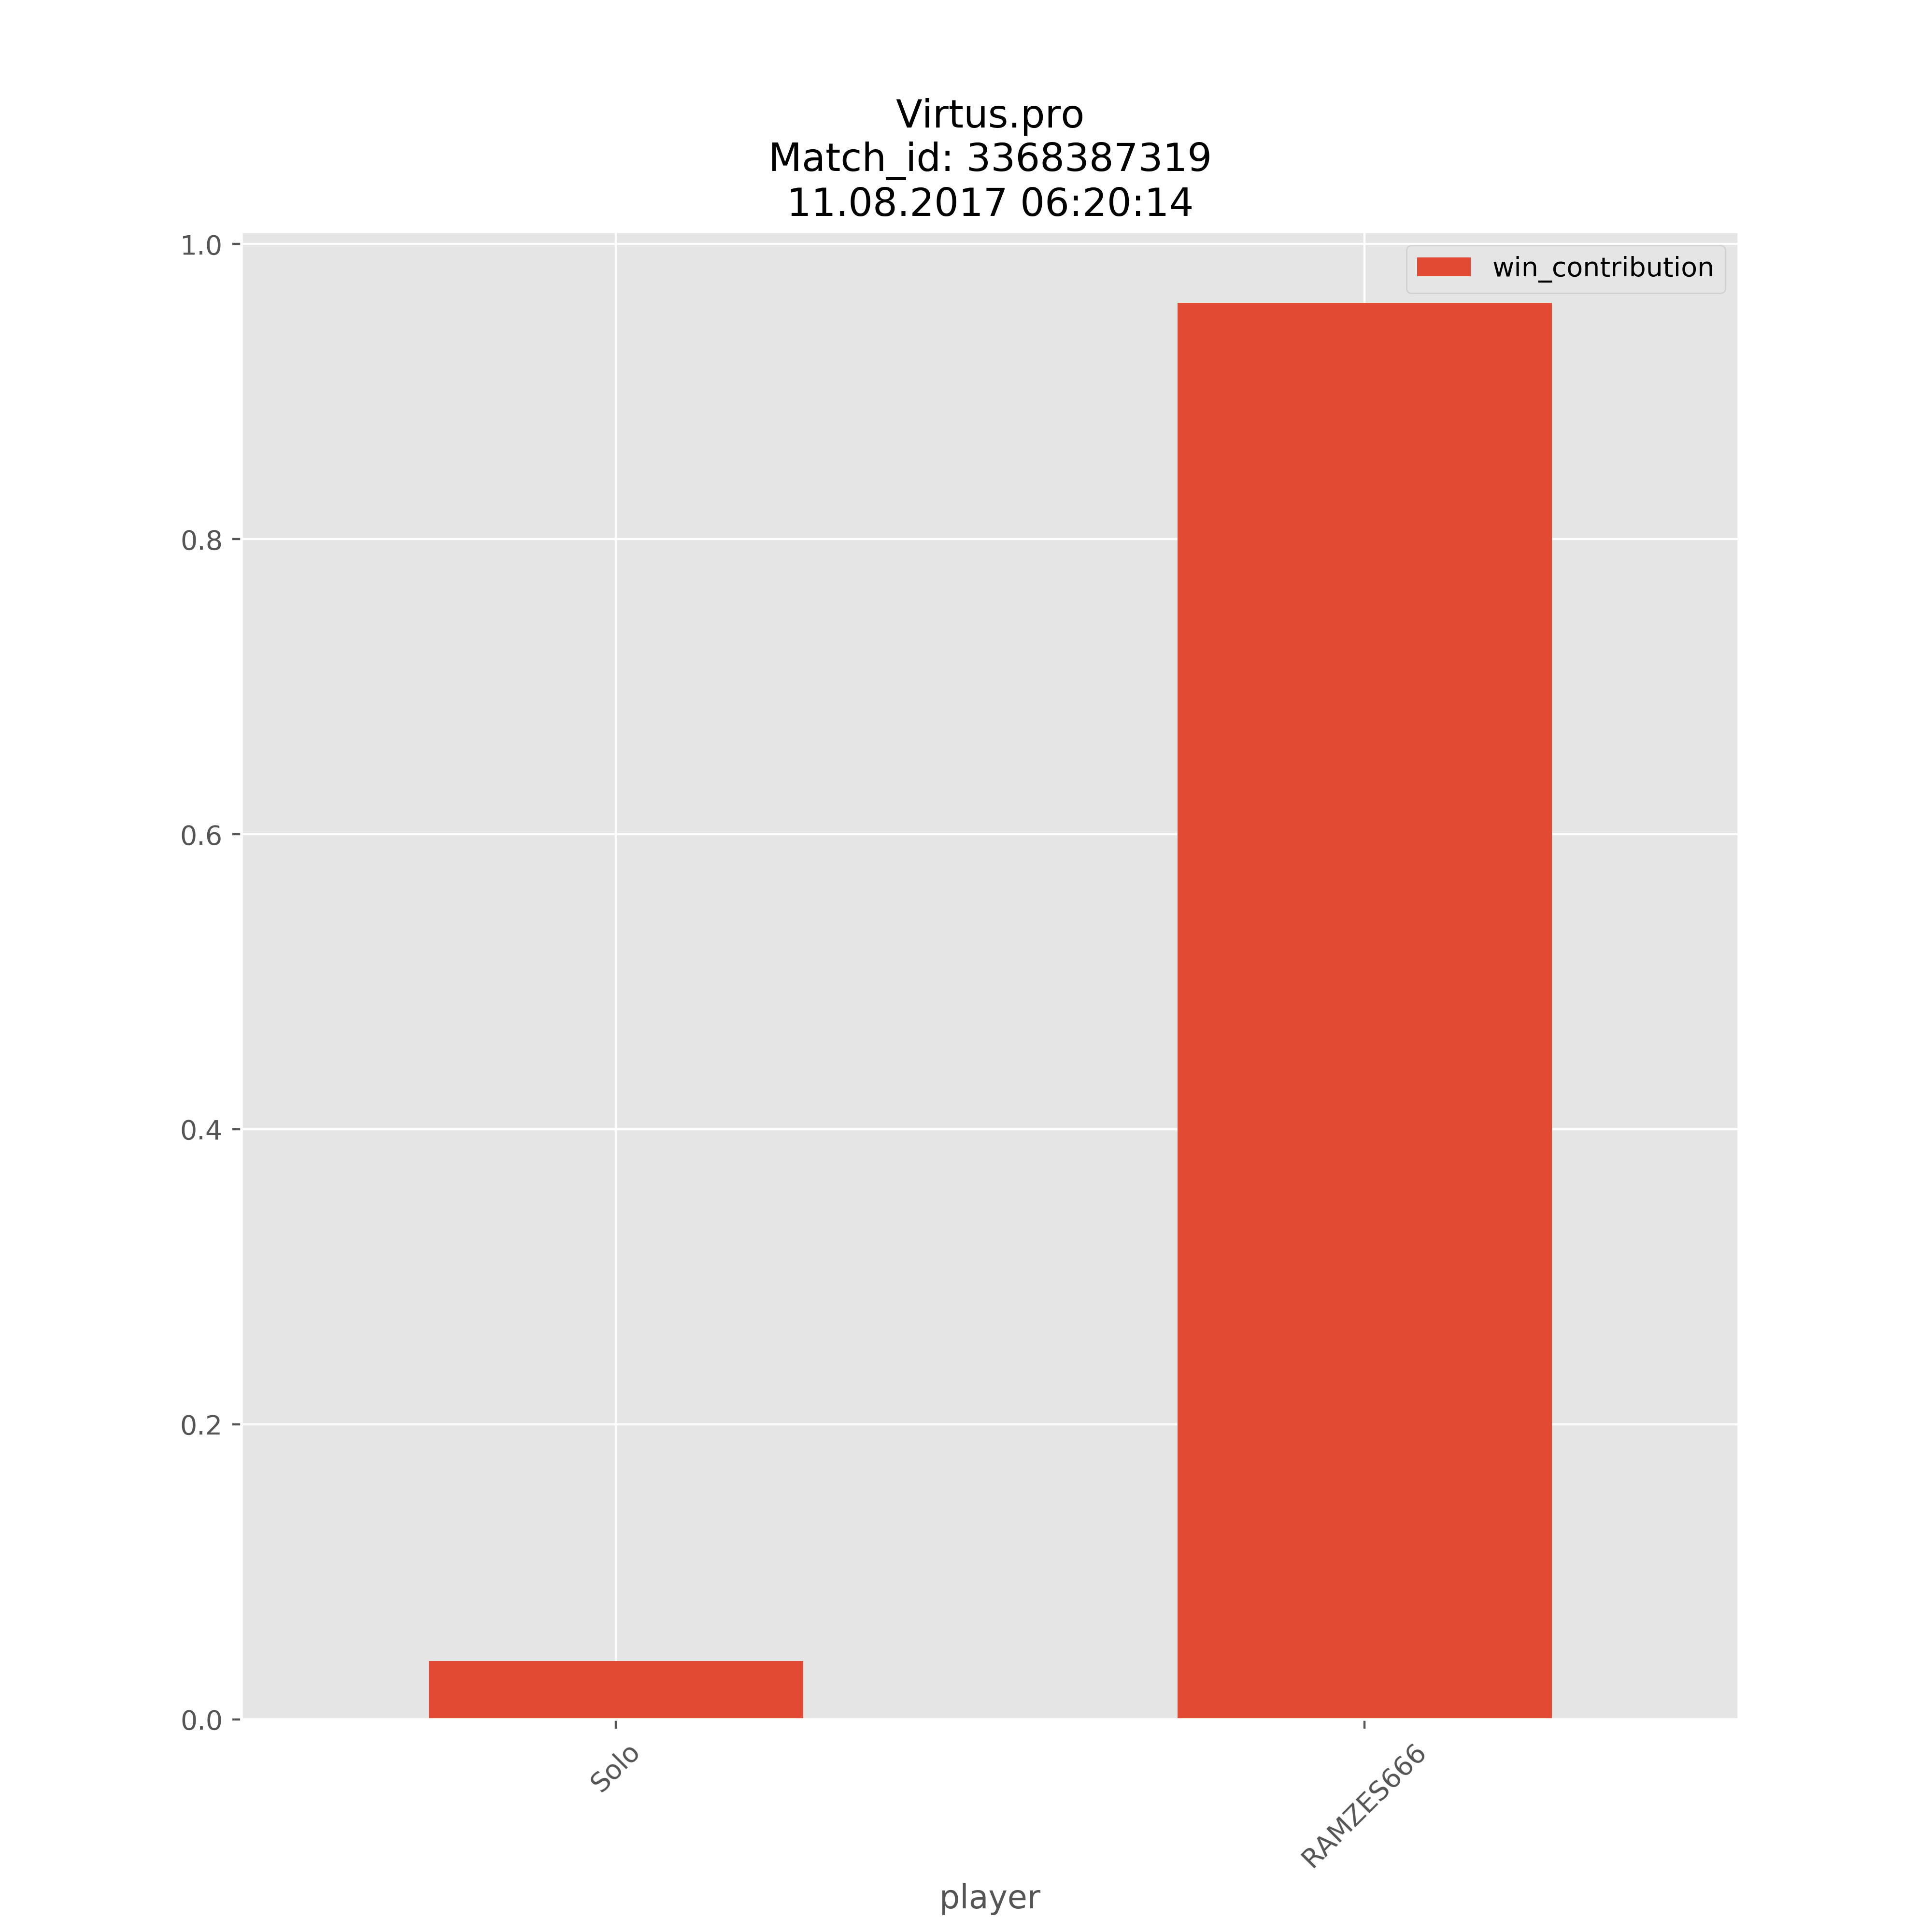 Virtus.pro
Match_id: 3368387319
11.08.2017 06:20:14
win_contribution
1.0
0.8
0.6
0.4
0.2
0.0
Solo
RAMZES666
player